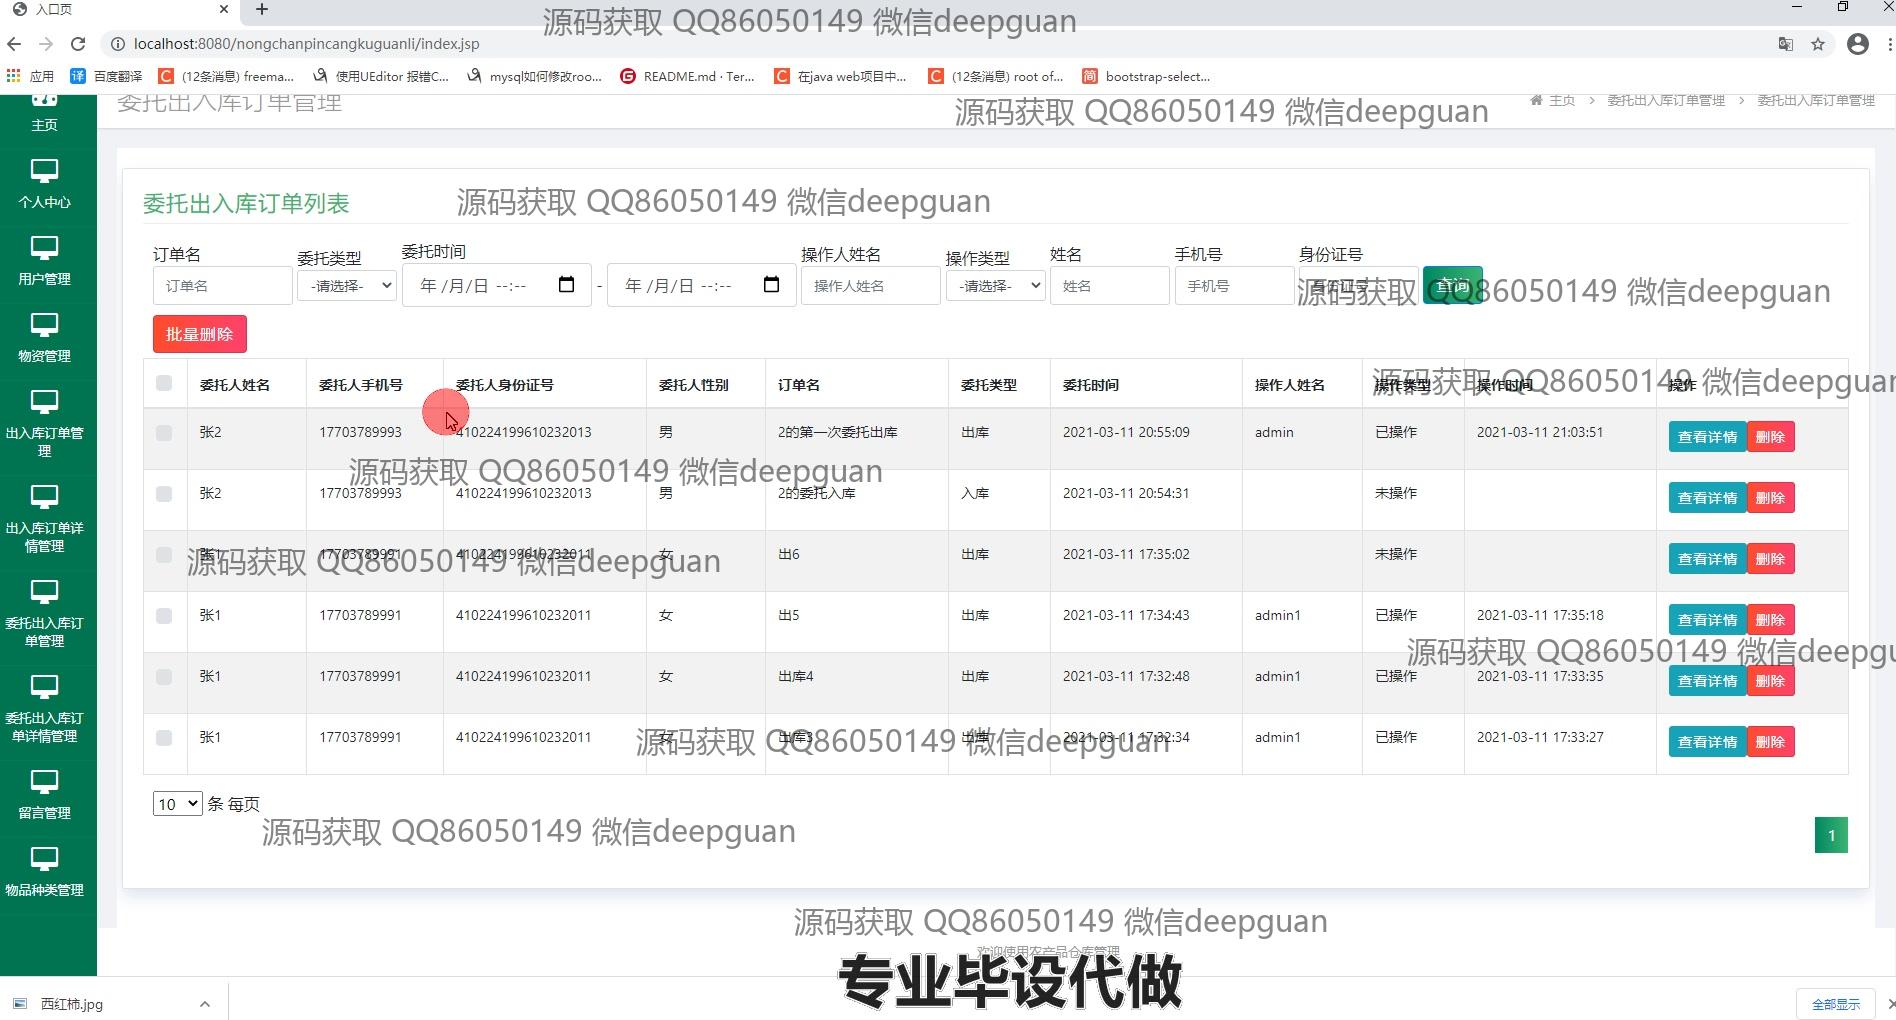 入口页
源码获取 QQ86050149 微信deepguan
localhost:8080/nongchanpincangkuguanli/index.jsp
应用 百度翻译 (12条消息) freema... 使用UEditor 报错C... mysql如何修改roo... README.md · Ter... 在java web项目中... (12条消息) root of... bootstrap-select...
委托出入库订单管理
源码获取 QQ86050149 微信deepguan
主页 > 委托出入库订单管理 > 委托出入库订单管理
主页
个人中心
用户管理
物资管理
出入库订单管
理
出入库订单详
情管理
委托出入库订
单管理
委托出入库订
单详情管理
留言管理
物品种类管理
委托出入库订单列表
源码获取 QQ86050149 微信deepguan
订单名 委托类型 委托时间 操作人姓名 操作类型 姓名 手机号 身份证号
订单名 -请选择- 年 /月/日 --:-- - 年 /月/日 --:-- 操作人姓名 -请选择- 姓名 手机号 身份证号 查询
源码获取 QQ86050149 微信deepguan
批量删除
委托人姓名 委托人手机号 委托人身份证号 委托人性别 订单名 委托类型 委托时间 操作人姓名 操作类型 操作时间 操作
源码获取 QQ86050149 微信deepguan
张2 17703789993 410224199610232013 男 2的第一次委托出库 出库 2021-03-11 20:55:09 admin 已操作 2021-03-11 21:03:51 查看详情 删除
源码获取 QQ86050149 微信deepguan
张2 17703789993 410224199610232013 男 2的委托入库 入库 2021-03-11 20:54:31 未操作 查看详情 删除
张1 17703789991 410224199610232011 女 出6 出库 2021-03-11 17:35:02 未操作 查看详情 删除
源码获取 QQ86050149 微信deepguan
张1 17703789991 410224199610232011 女 出5 出库 2021-03-11 17:34:43 admin1 已操作 2021-03-11 17:35:18 查看详情 删除
源码获取 QQ86050149 微信deepgu
张1 17703789991 410224199610232011 女 出库4 出库 2021-03-11 17:32:48 admin1 已操作 2021-03-11 17:33:35 查看详情 删除
张1 17703789991 410224199610232011 女 出库3 出库 2021-03-11 17:32:34 admin1 已操作 2021-03-11 17:33:27 查看详情 删除
源码获取 QQ86050149 微信deepguan
10 条 每页
源码获取 QQ86050149 微信deepguan
1
源码获取 QQ86050149 微信deepguan
欢迎使用农产品仓库管理
专业毕设代做
西红柿.jpg
全部显示